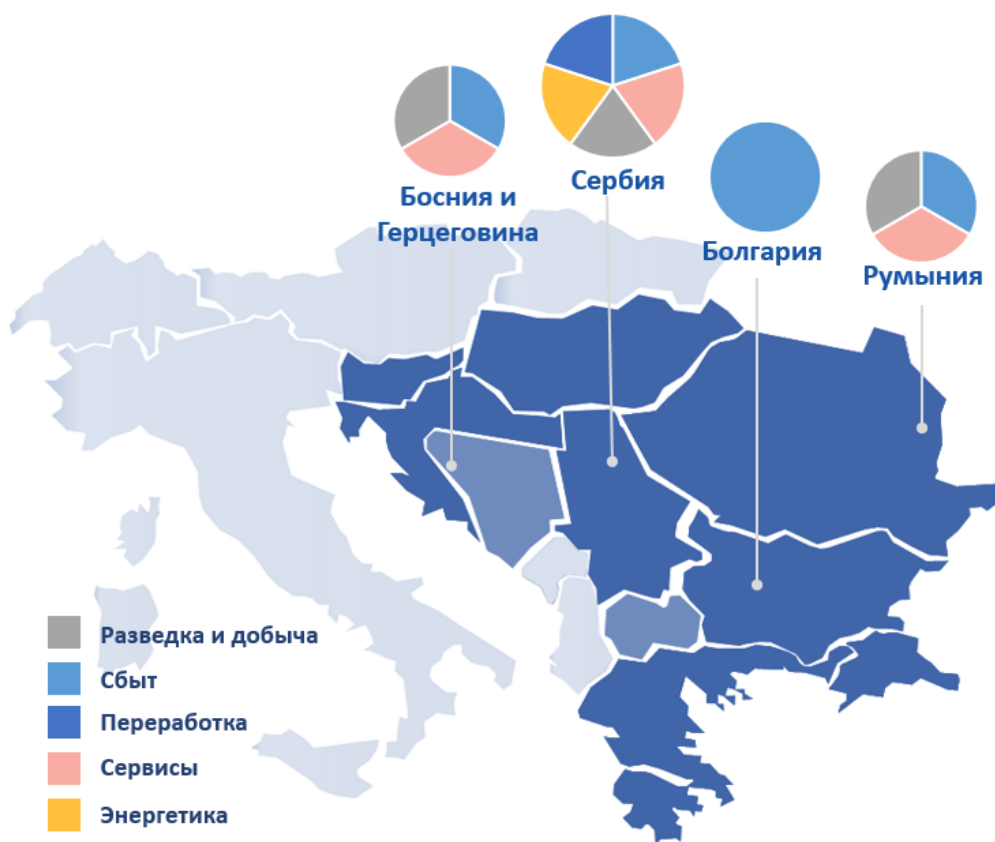 Босния и
Герцеговина
Сербия
Болгария
Румыния
Разведка и добыча
Сбыт
Переработка
Сервисы
Энергетика